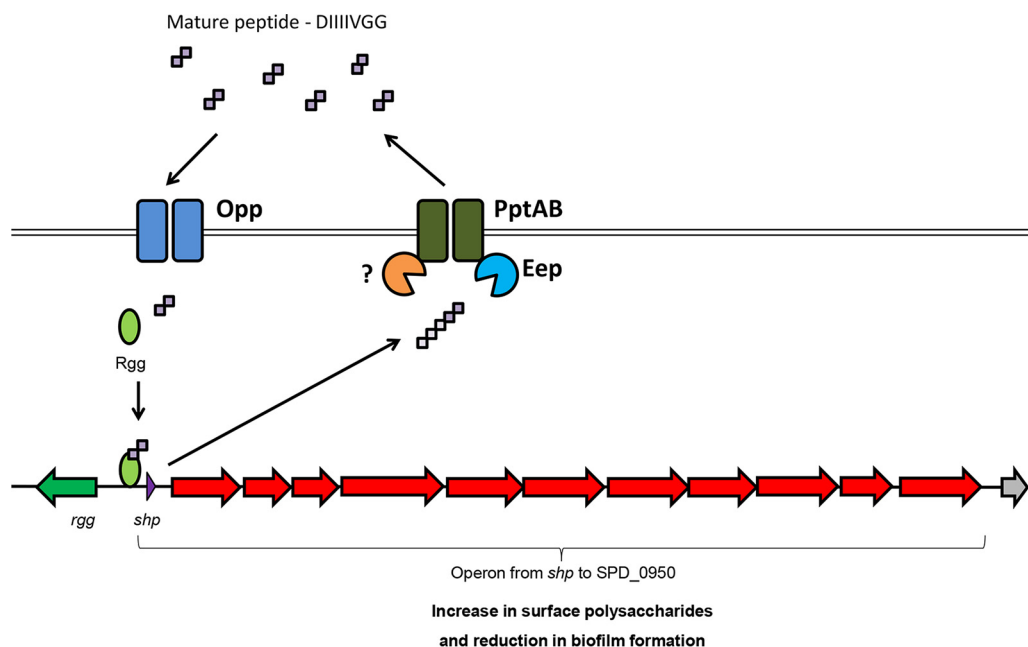 Mature peptide - DIIIIVGG
Opp
PptAB
?
Eep
Rgg
rgg
shp
Operon from shp to SPD_0950
Increase in surface polysaccharides
and reduction in biofilm formation